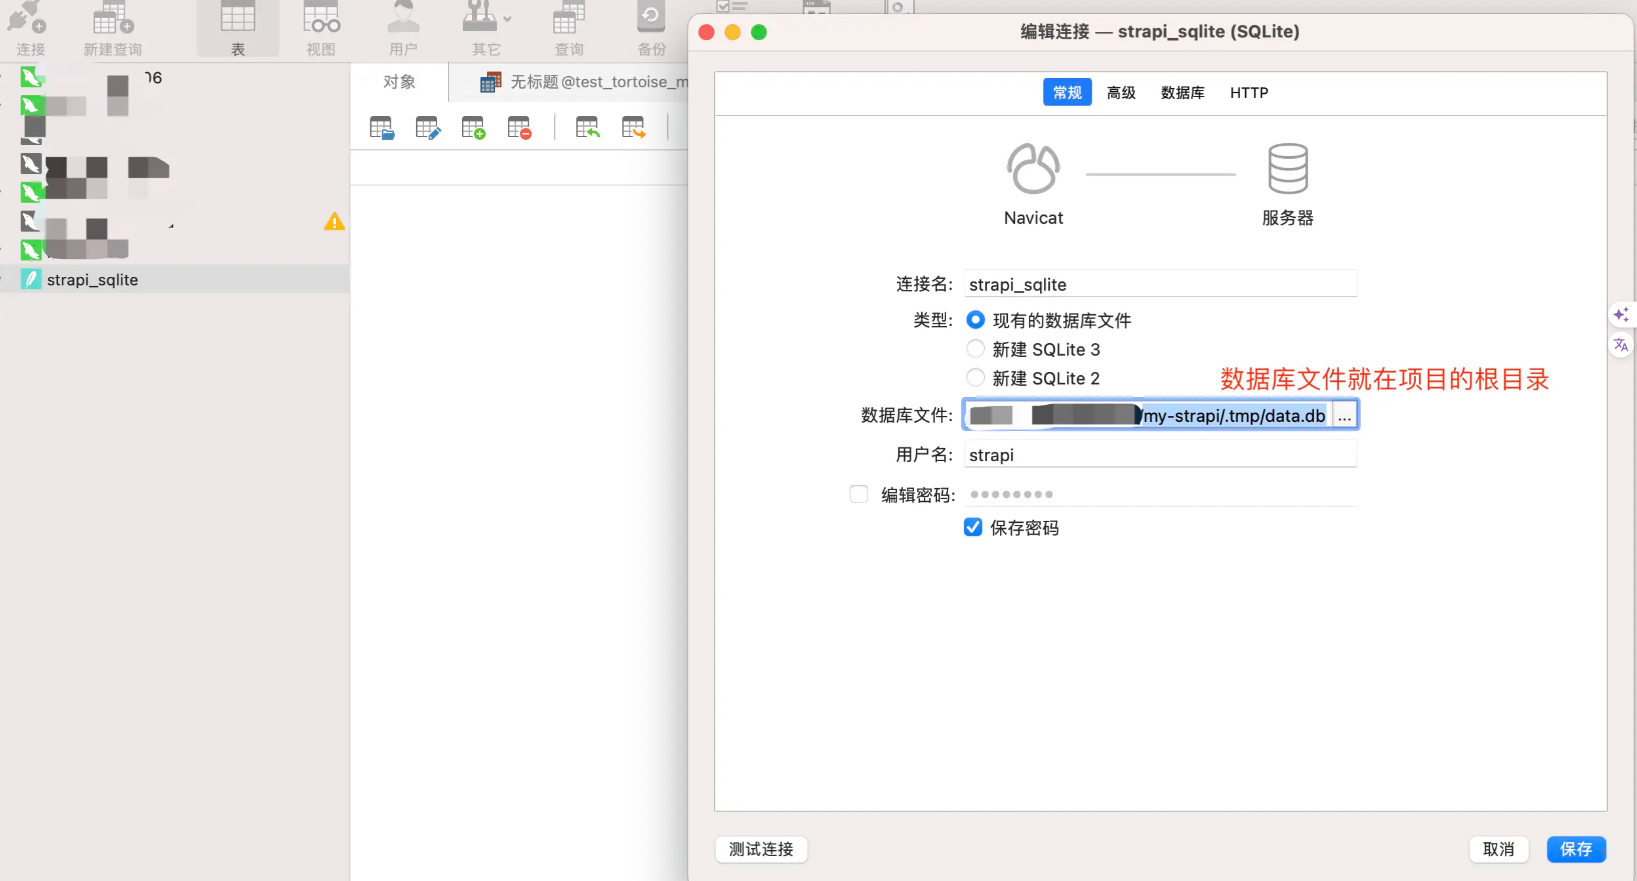 连接
新建查询
表
视图
用户
其它
查询
备份
06
strapi_sqlite
对象
无标题 @test_tortoise_m
编辑连接 — strapi_sqlite (SQLite)
常规
高级
数据库
HTTP
Navicat
服务器
连接名: strapi_sqlite
类型: 现有的数据库文件
新建 SQLite 3
新建 SQLite 2
数据库文件就在项目的根目录
数据库文件: /my-strapi/.tmp/data.db ...
用户名: strapi
编辑密码: ●●●●●●●●
保存密码
测试连接
取消
保存